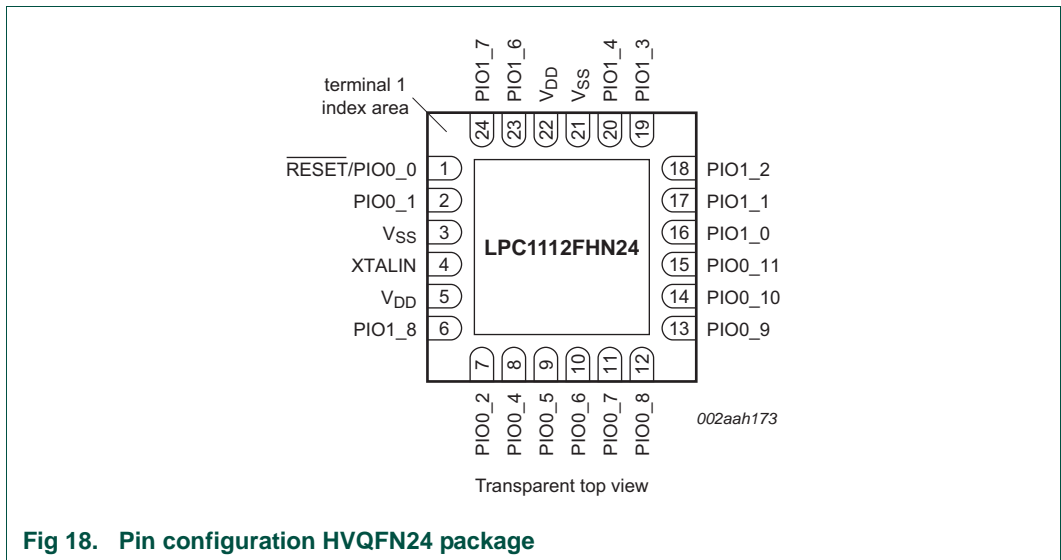 PIO1_7
PIO1_6
VDD
VSS
PIO1_4
PIO1_3
terminal 1
index area
24
23
22
21
20
19
RESET/PIO0_0 1
PIO0_1 2
VSS 3
XTALIN 4
VDD 5
PIO1_8 6
LPC1112FHN24
18 PIO1_2
17 PIO1_1
16 PIO1_0
15 PIO0_11
14 PIO0_10
13 PIO0_9
7
8
9
10
11
12
PIO0_2
PIO0_4
PIO0_5
PIO0_6
PIO0_7
PIO0_8
002aah173
Transparent top view
Fig 18. Pin configuration HVQFN24 package